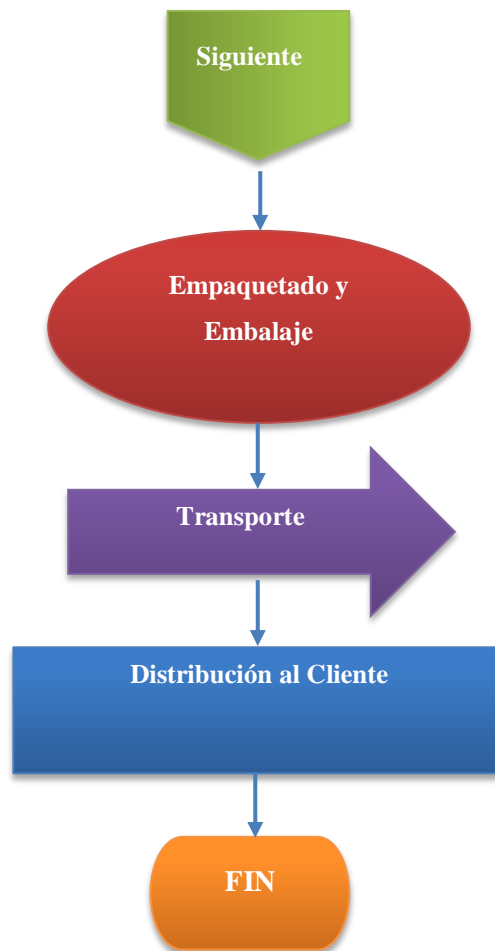 Siguiente
Empaquetado y
Embalaje
Transporte
Distribución al Cliente
FIN